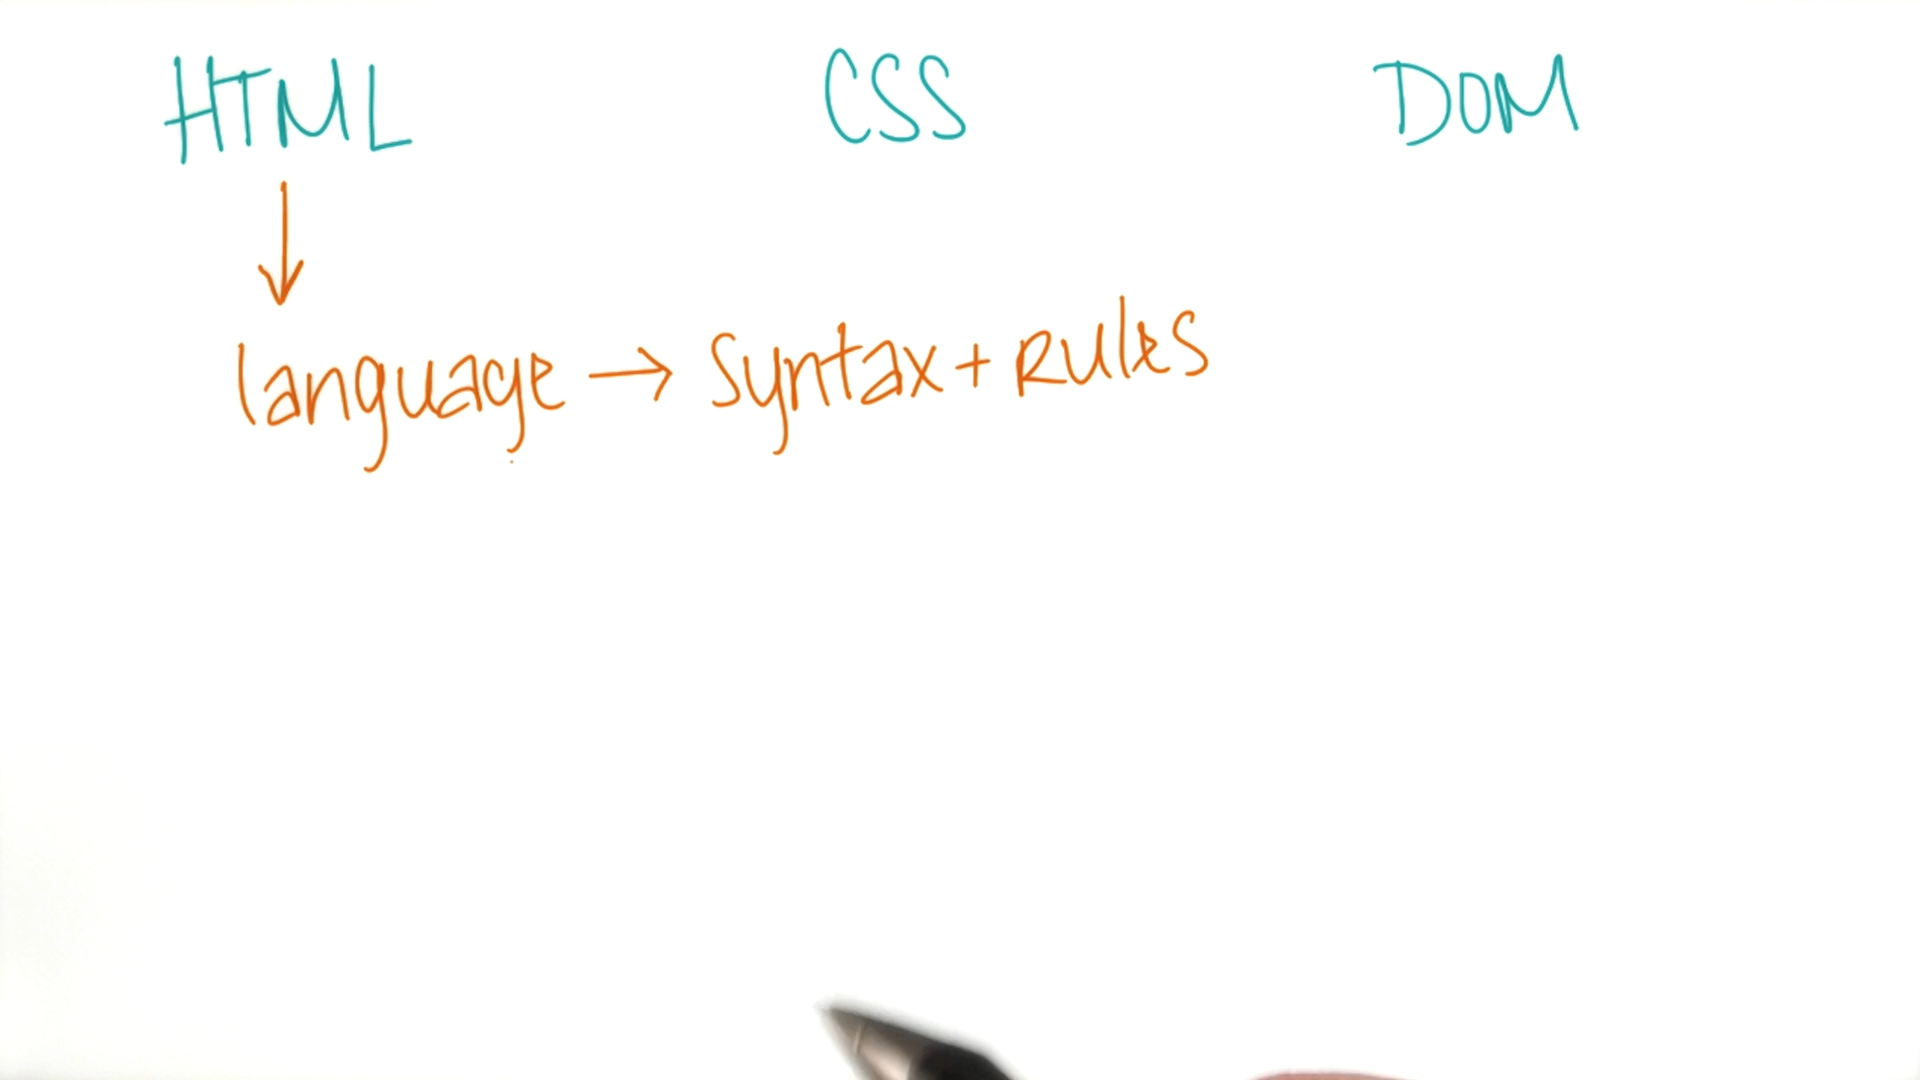 HTML CSS DOM
↓
language → syntax + Rules